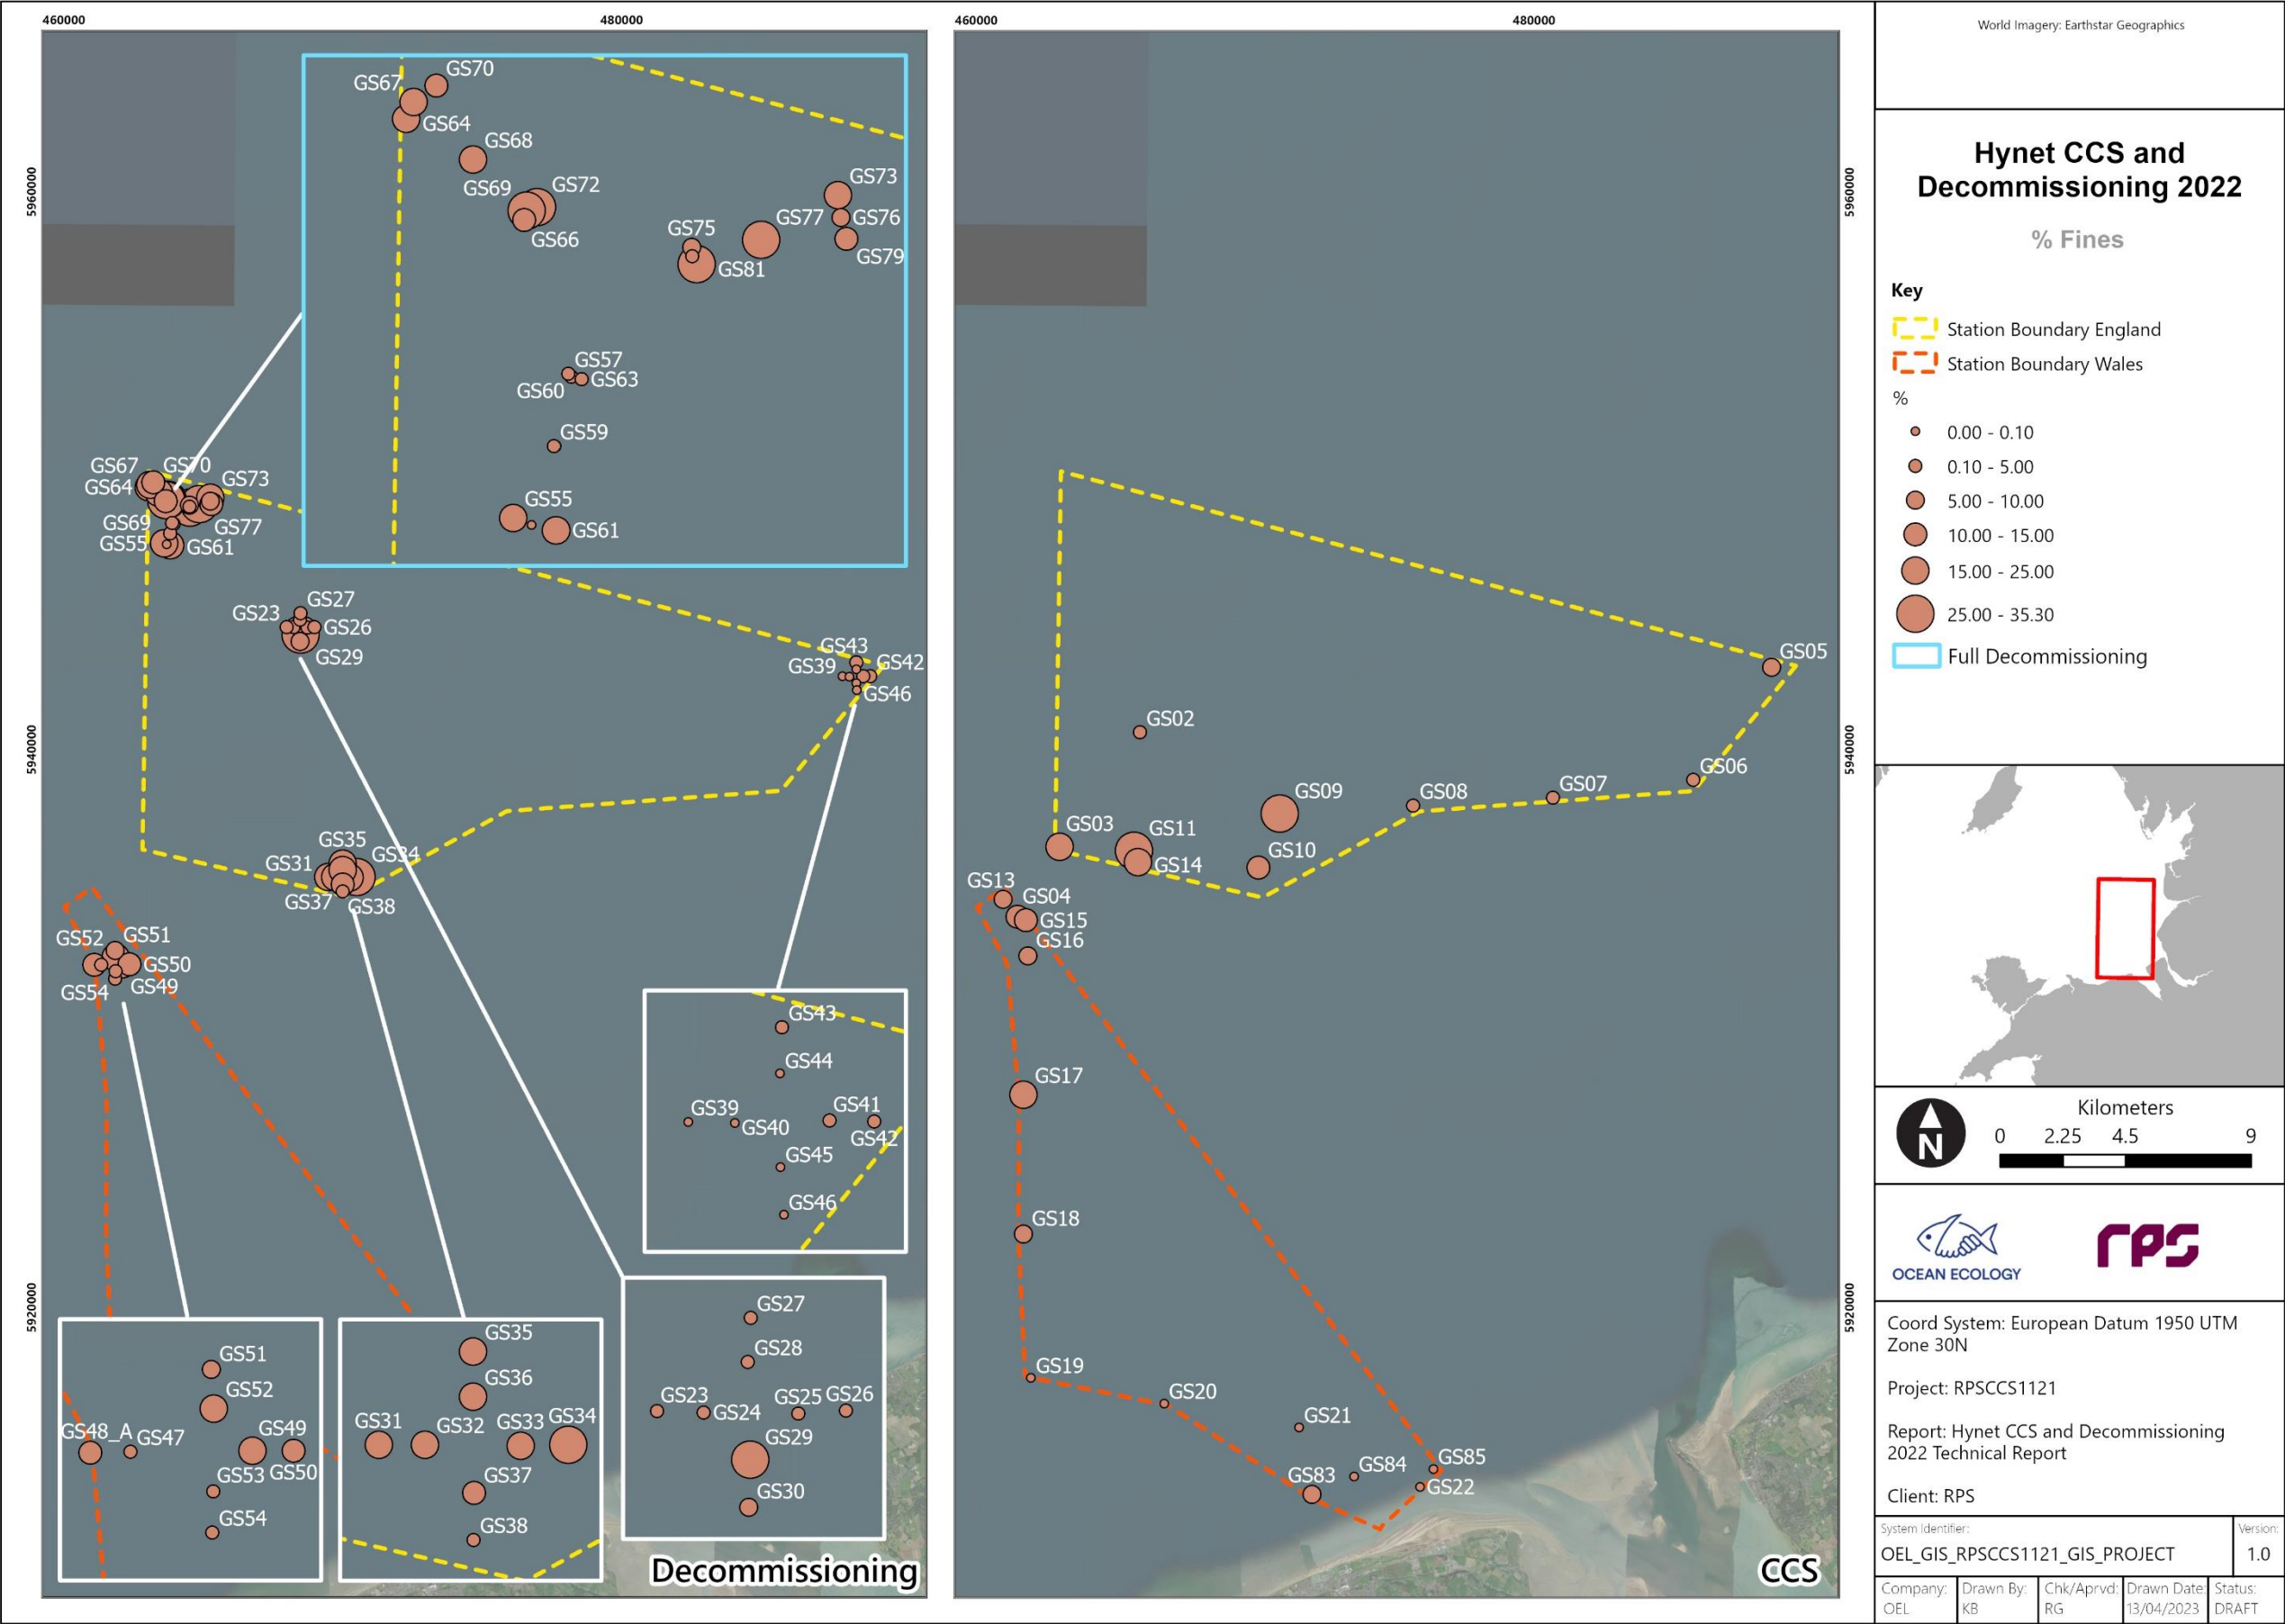 460000
480000
460000
480000
5960000
5940000
5920000
5960000
5940000
5920000
GS70
GS67
GS64
GS68
GS69
GS72
GS66
GS73
GS76
GS77
GS79
GS75
GS81
GS57
GS63
GS60
GS59
GS55
GS61
GS67
GS70
GS64
GS73
GS69
GS77
GS55
GS61
GS27
GS23
GS26
GS29
GS43
GS39
GS42
GS46
GS35
GS31
GS34
GS37
GS38
GS52
GS51
GS50
GS54
GS49
GS43
GS44
GS39
GS40
GS41
GS42
GS45
GS46
GS51
GS52
GS48_A
GS47
GS49
GS53
GS50
GS54
GS35
GS36
GS31
GS32
GS33
GS34
GS37
GS38
GS27
GS28
GS23
GS24
GS25
GS26
GS29
GS30
Decommissioning
GS05
GS02
GS06
GS07
GS08
GS09
GS03
GS11
GS14
GS10
GS13
GS04
GS15
GS16
GS17
GS18
GS19
GS20
GS21
GS85
GS84
GS83
GS22
CCS
World Imagery: Earthstar Geographics
Hynet CCS and
Decommissioning 2022
% Fines
Key
Station Boundary England
Station Boundary Wales
%
0.00 - 0.10
0.10 - 5.00
5.00 - 10.00
10.00 - 15.00
15.00 - 25.00
25.00 - 35.30
Full Decommissioning
N
Kilometers
0 2.25 4.5 9
OCEAN ECOLOGY
rps
Coord System: European Datum 1950 UTM
Zone 30N
Project: RPSCCS1121
Report: Hynet CCS and Decommissioning
2022 Technical Report
Client: RPS
System Identifier:
OEL_GIS_RPSCCS1121_GIS_PROJECT
Version:
1.0
Company:
OEL
Drawn By:
KB
Chk/Aprvd:
RG
Drawn Date:
13/04/2023
Status:
DRAFT